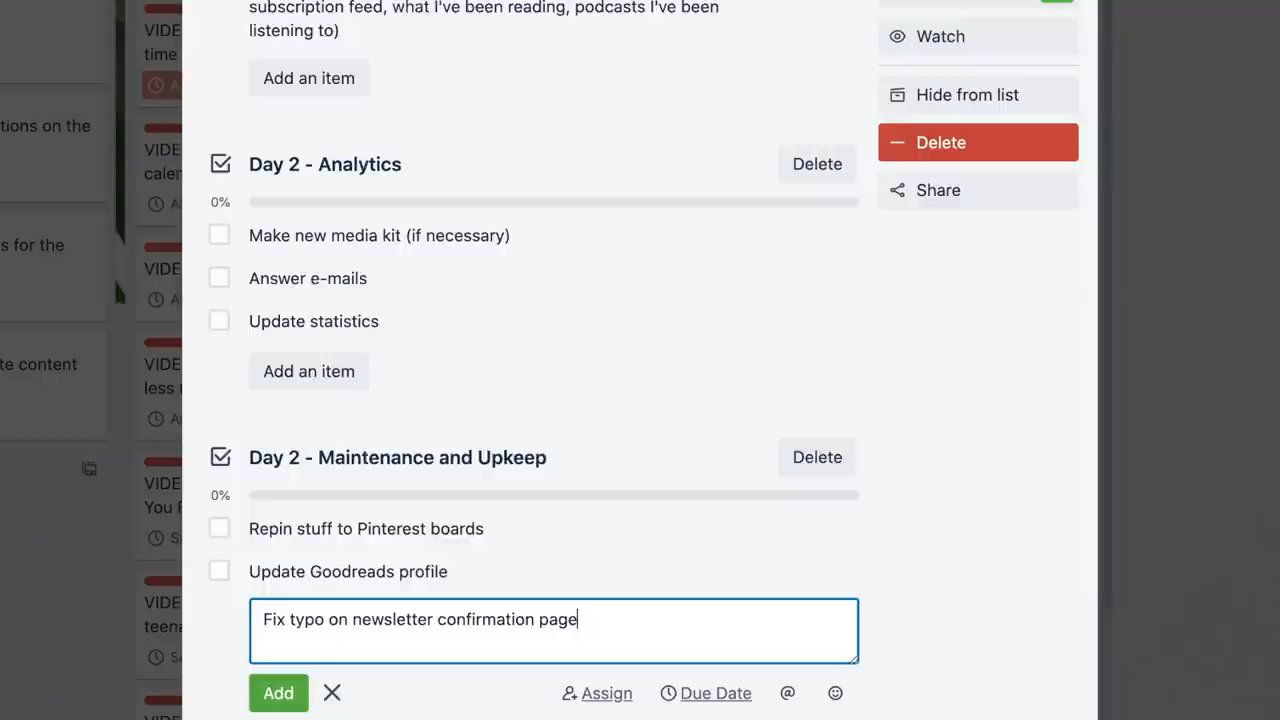 subscription feed, what I've been reading, podcasts I've been
listening to)
Add an item
Day 2 - Analytics
Delete
0%
Make new media kit (if necessary)
Answer e-mails
Update statistics
Add an item
Day 2 - Maintenance and Upkeep
Delete
0%
Repin stuff to Pinterest boards
Update Goodreads profile
Fix typo on newsletter confirmation page
Add
Assign
Due Date
@
Watch
Hide from list
Delete
Share
tions on the
s for the
te content
VIDE
time
A
VIDE
caler
A
VIDE
A
VIDE
less
A
VIDE
You
S
VIDE
teena
S
VIDE